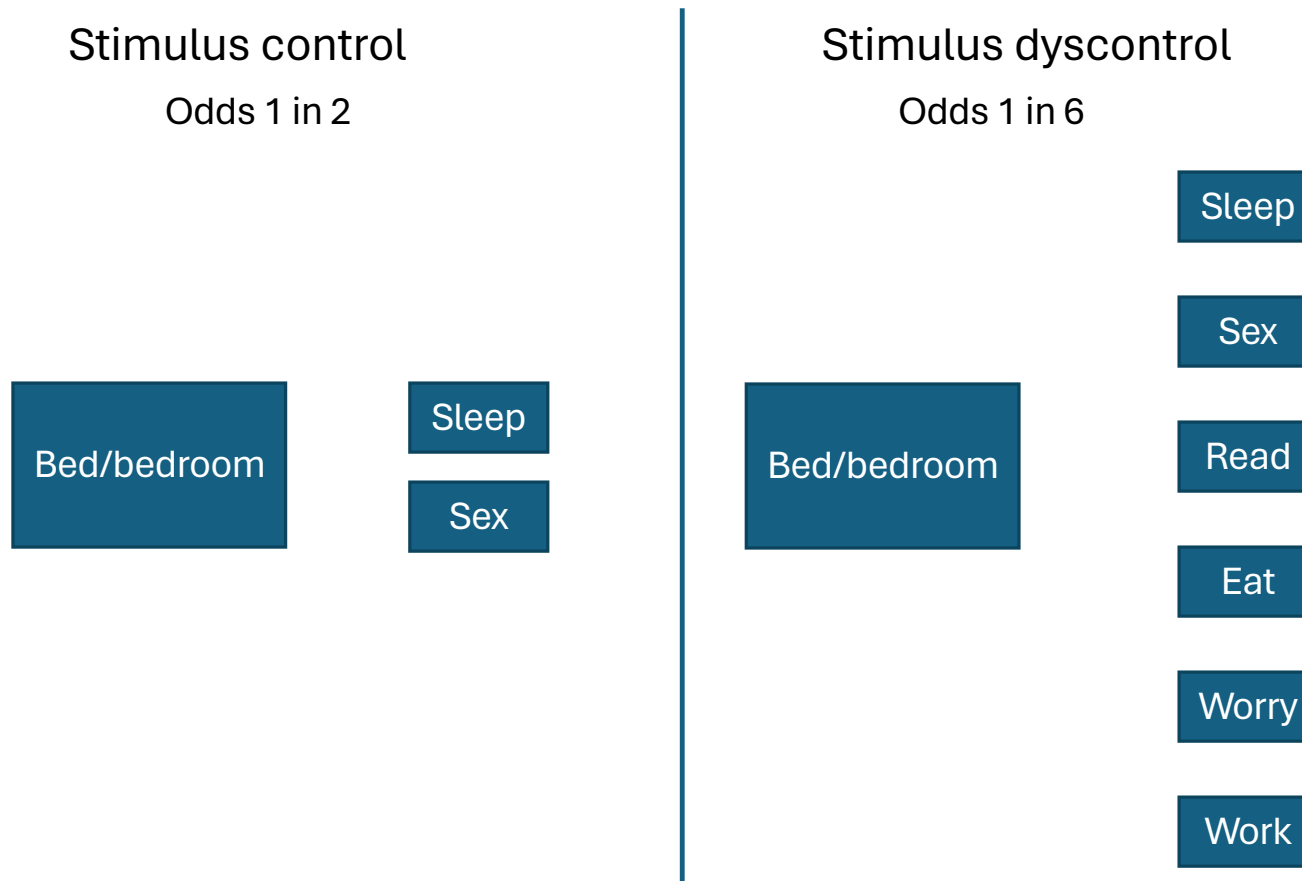 Stimulus control
Odds 1 in 2
Bed/bedroom
Sleep
Sex
Stimulus dyscontrol
Odds 1 in 6
Bed/bedroom
Sleep
Sex
Read
Eat
Worry
Work